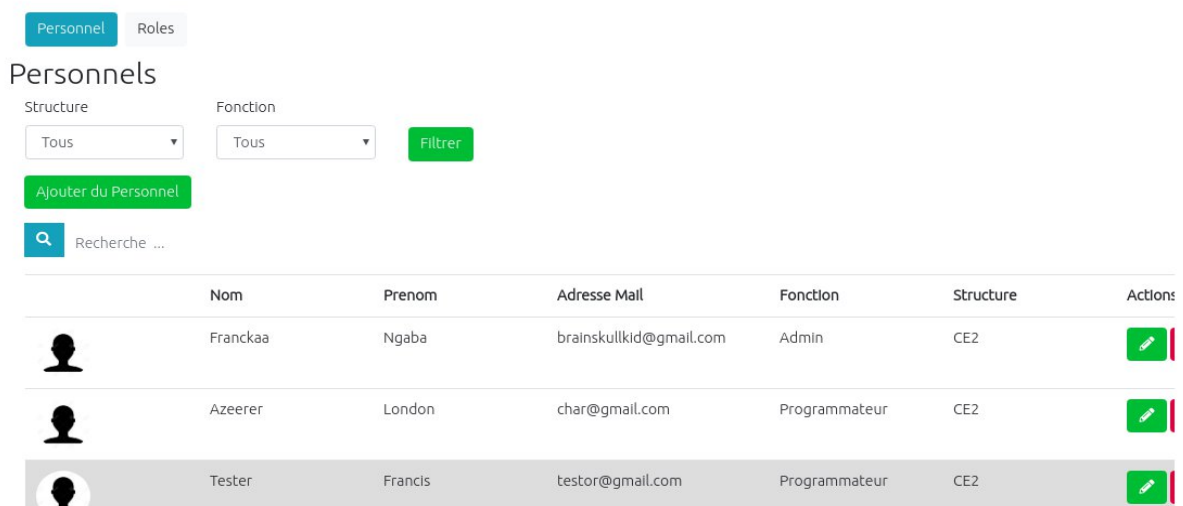 Personnel Roles
Personnels
Structure Fonction
Tous Tous Filtrer
Ajouter du Personnel
Recherche ...
Nom Prenom Adresse Mail Fonction Structure Actions
Franckaa Ngaba brainskullkid@gmail.com Admin CE2
Azeerer London char@gmail.com Programmateur CE2
Tester Francis testor@gmail.com Programmateur CE2